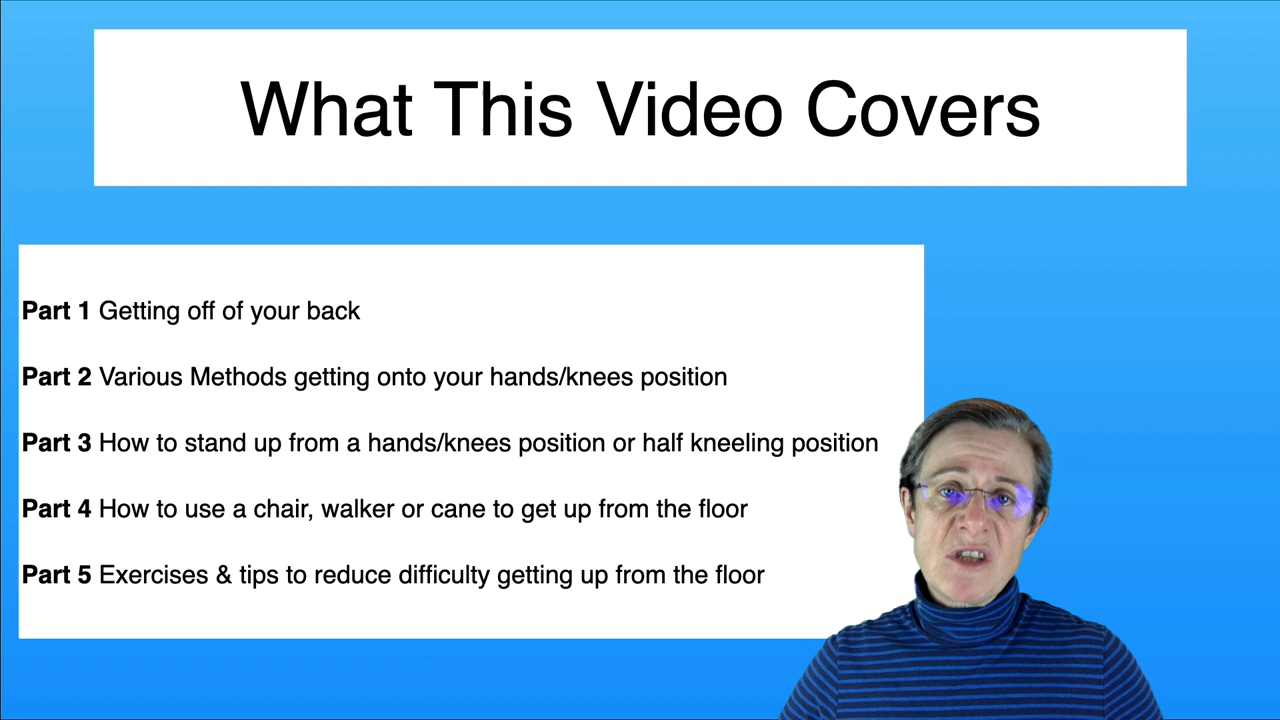 What This Video Covers
Part 1 Getting off of your back
Part 2 Various Methods getting onto your hands/knees position
Part 3 How to stand up from a hands/knees position or half kneeling position
Part 4 How to use a chair, walker or cane to get up from the floor
Part 5 Exercises & tips to reduce difficulty getting up from the floor